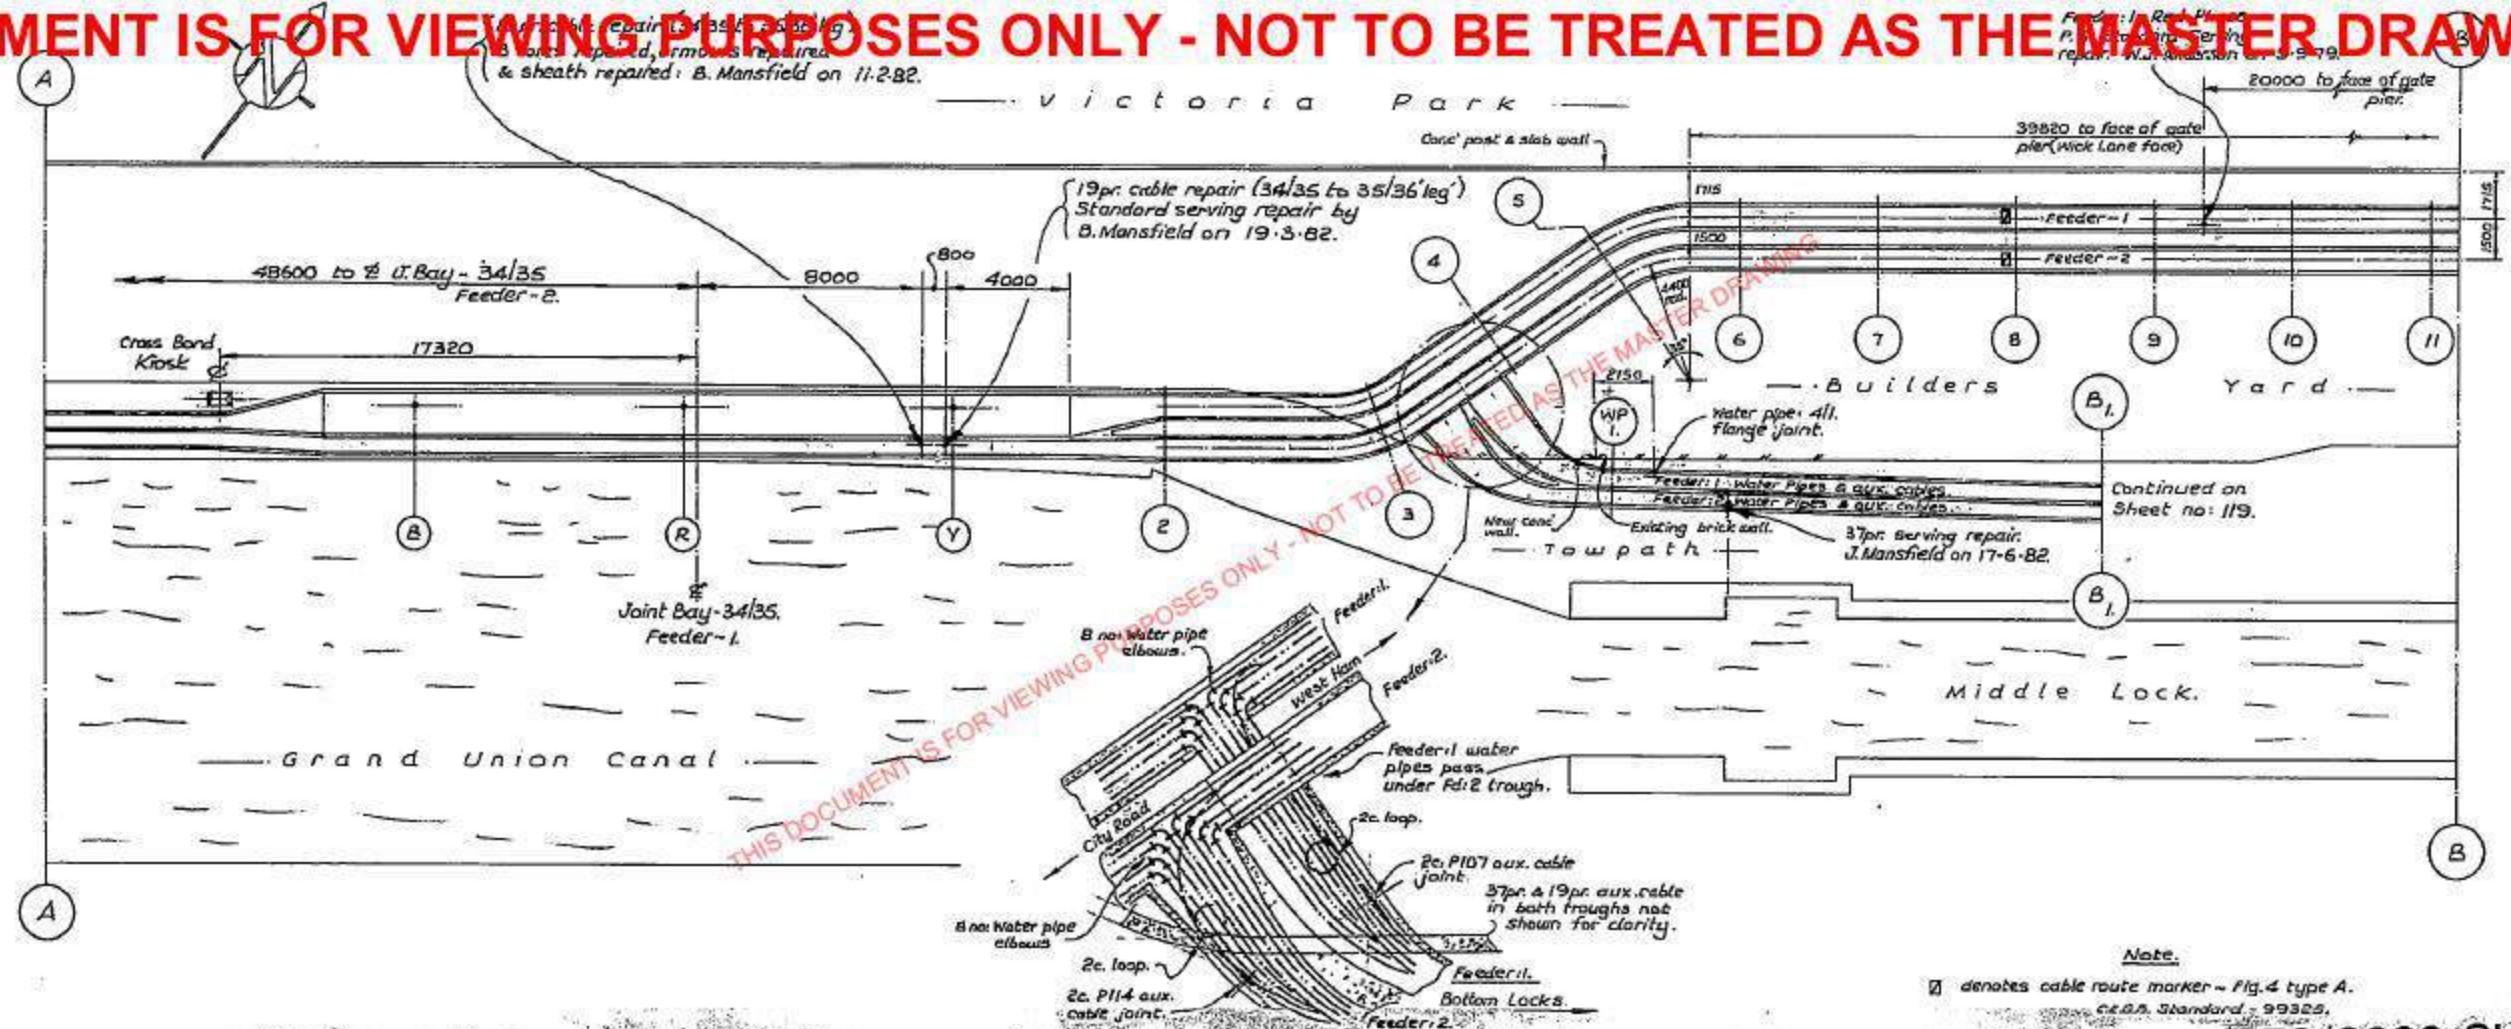 MENT IS FOR VIEWING PURPOSES ONLY - NOT TO BE TREATED AS THE MASTER DRAW
& sheath repaired: B. Mansfield on 11.2.82.
A
B
Victoria Park
20000 to face of gate
pier.
39820 to face of gate
pier (Wick Lane face)
Conc' post & slab wall
19pr. cable repair (34/35 to 35/36 'leg')
Standard serving repair by
B. Mansfield on 19.3.82.
5
1715
Feeder-1
1500
Feeder-2
1715
1500
4
48600 to ℄ J.Bay - 34/35
Feeder-2.
8000
800
4000
4400
rad.
6
7
8
9
10
11
Cross Bond
Kiosk
17320
Builders Yard
2150
WP
1.
Water pipe: 4/1.
flange joint.
B1.
Feeder: 1 Water Pipes & aux. cables.
Feeder: 2 Water Pipes & aux. cables.
Continued on
Sheet no: 119.
B
R
Y
2
3
New conc'
wall.
Existing brick wall.
Towpath
37pr. serving repair.
J. Mansfield on 17-6-82.
B1.
℄
Joint Bay-34/35.
Feeder-1.
THIS DOCUMENT IS FOR VIEWING PURPOSES ONLY - NOT TO BE TREATED AS THE MASTER DRAWING
8 no: Water pipe
elbows.
Feeder:1.
West Ham
Feeder:2.
Middle Lock.
Grand Union Canal
Feeder:1 water
pipes pass
under Fd:2 trough.
City Road
2c. loop.
2c. P107 aux. cable
joint.
37pr. & 19pr. aux. cable
in both troughs not
shown for clarity.
8 no: Water pipe
elbows
2c. loop.
Feeder:1.
2c. P114 aux.
cable joint.
Bottom Locks.
Feeder:2.
A
B
Note.
denotes cable route marker ~ Fig.4 type A.
C.E.G.B. Standard - 99325.